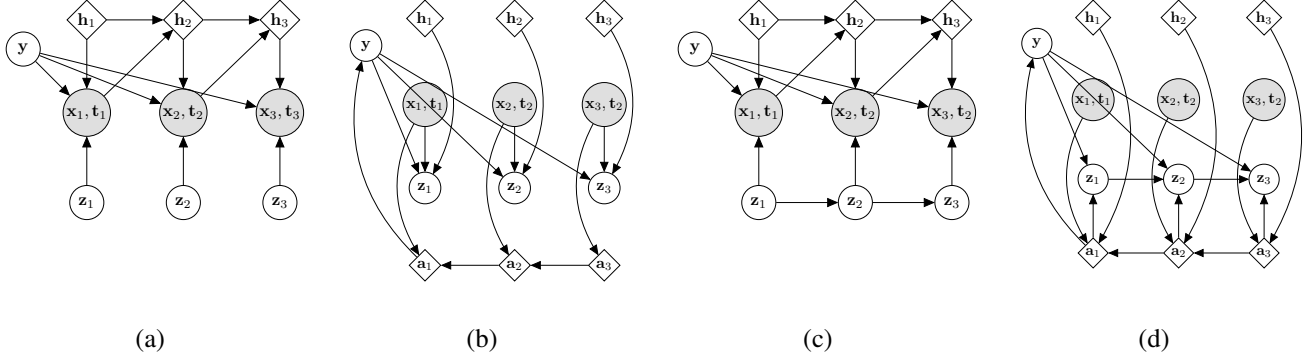 h₁ h₂ h₃
y
x₁, t₁ x₂, t₂ x₃, t₃
z₁ z₂ z₃
(a)
h₁ h₂ h₃
y
x₁, t₁ x₂, t₂ x₃, t₂
z₁ z₂ z₃
a₁ a₂ a₃
(b)
h₁ h₂ h₃
y
x₁, t₁ x₂, t₂ x₃, t₂
z₁ z₂ z₃
(c)
h₁ h₂ h₃
y
x₁, t₁ x₂, t₂ x₃, t₂
z₁ z₂ z₃
a₁ a₂ a₃
(d)